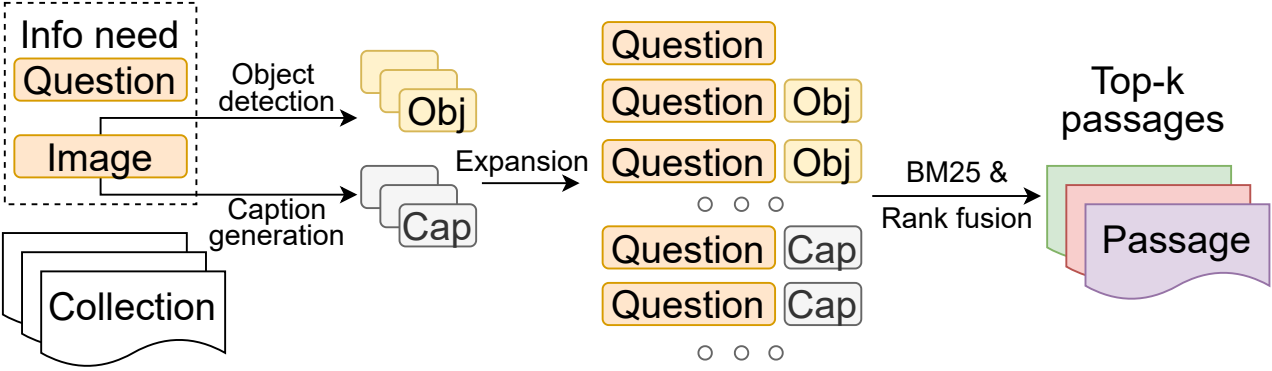 Info need
Question
Image
Object
detection
Caption
generation
Collection
Obj
Cap
Expansion
Question
Question Obj
Question Obj
Question Cap
Question Cap
BM25 &
Rank fusion
Top-k
passages
Passage